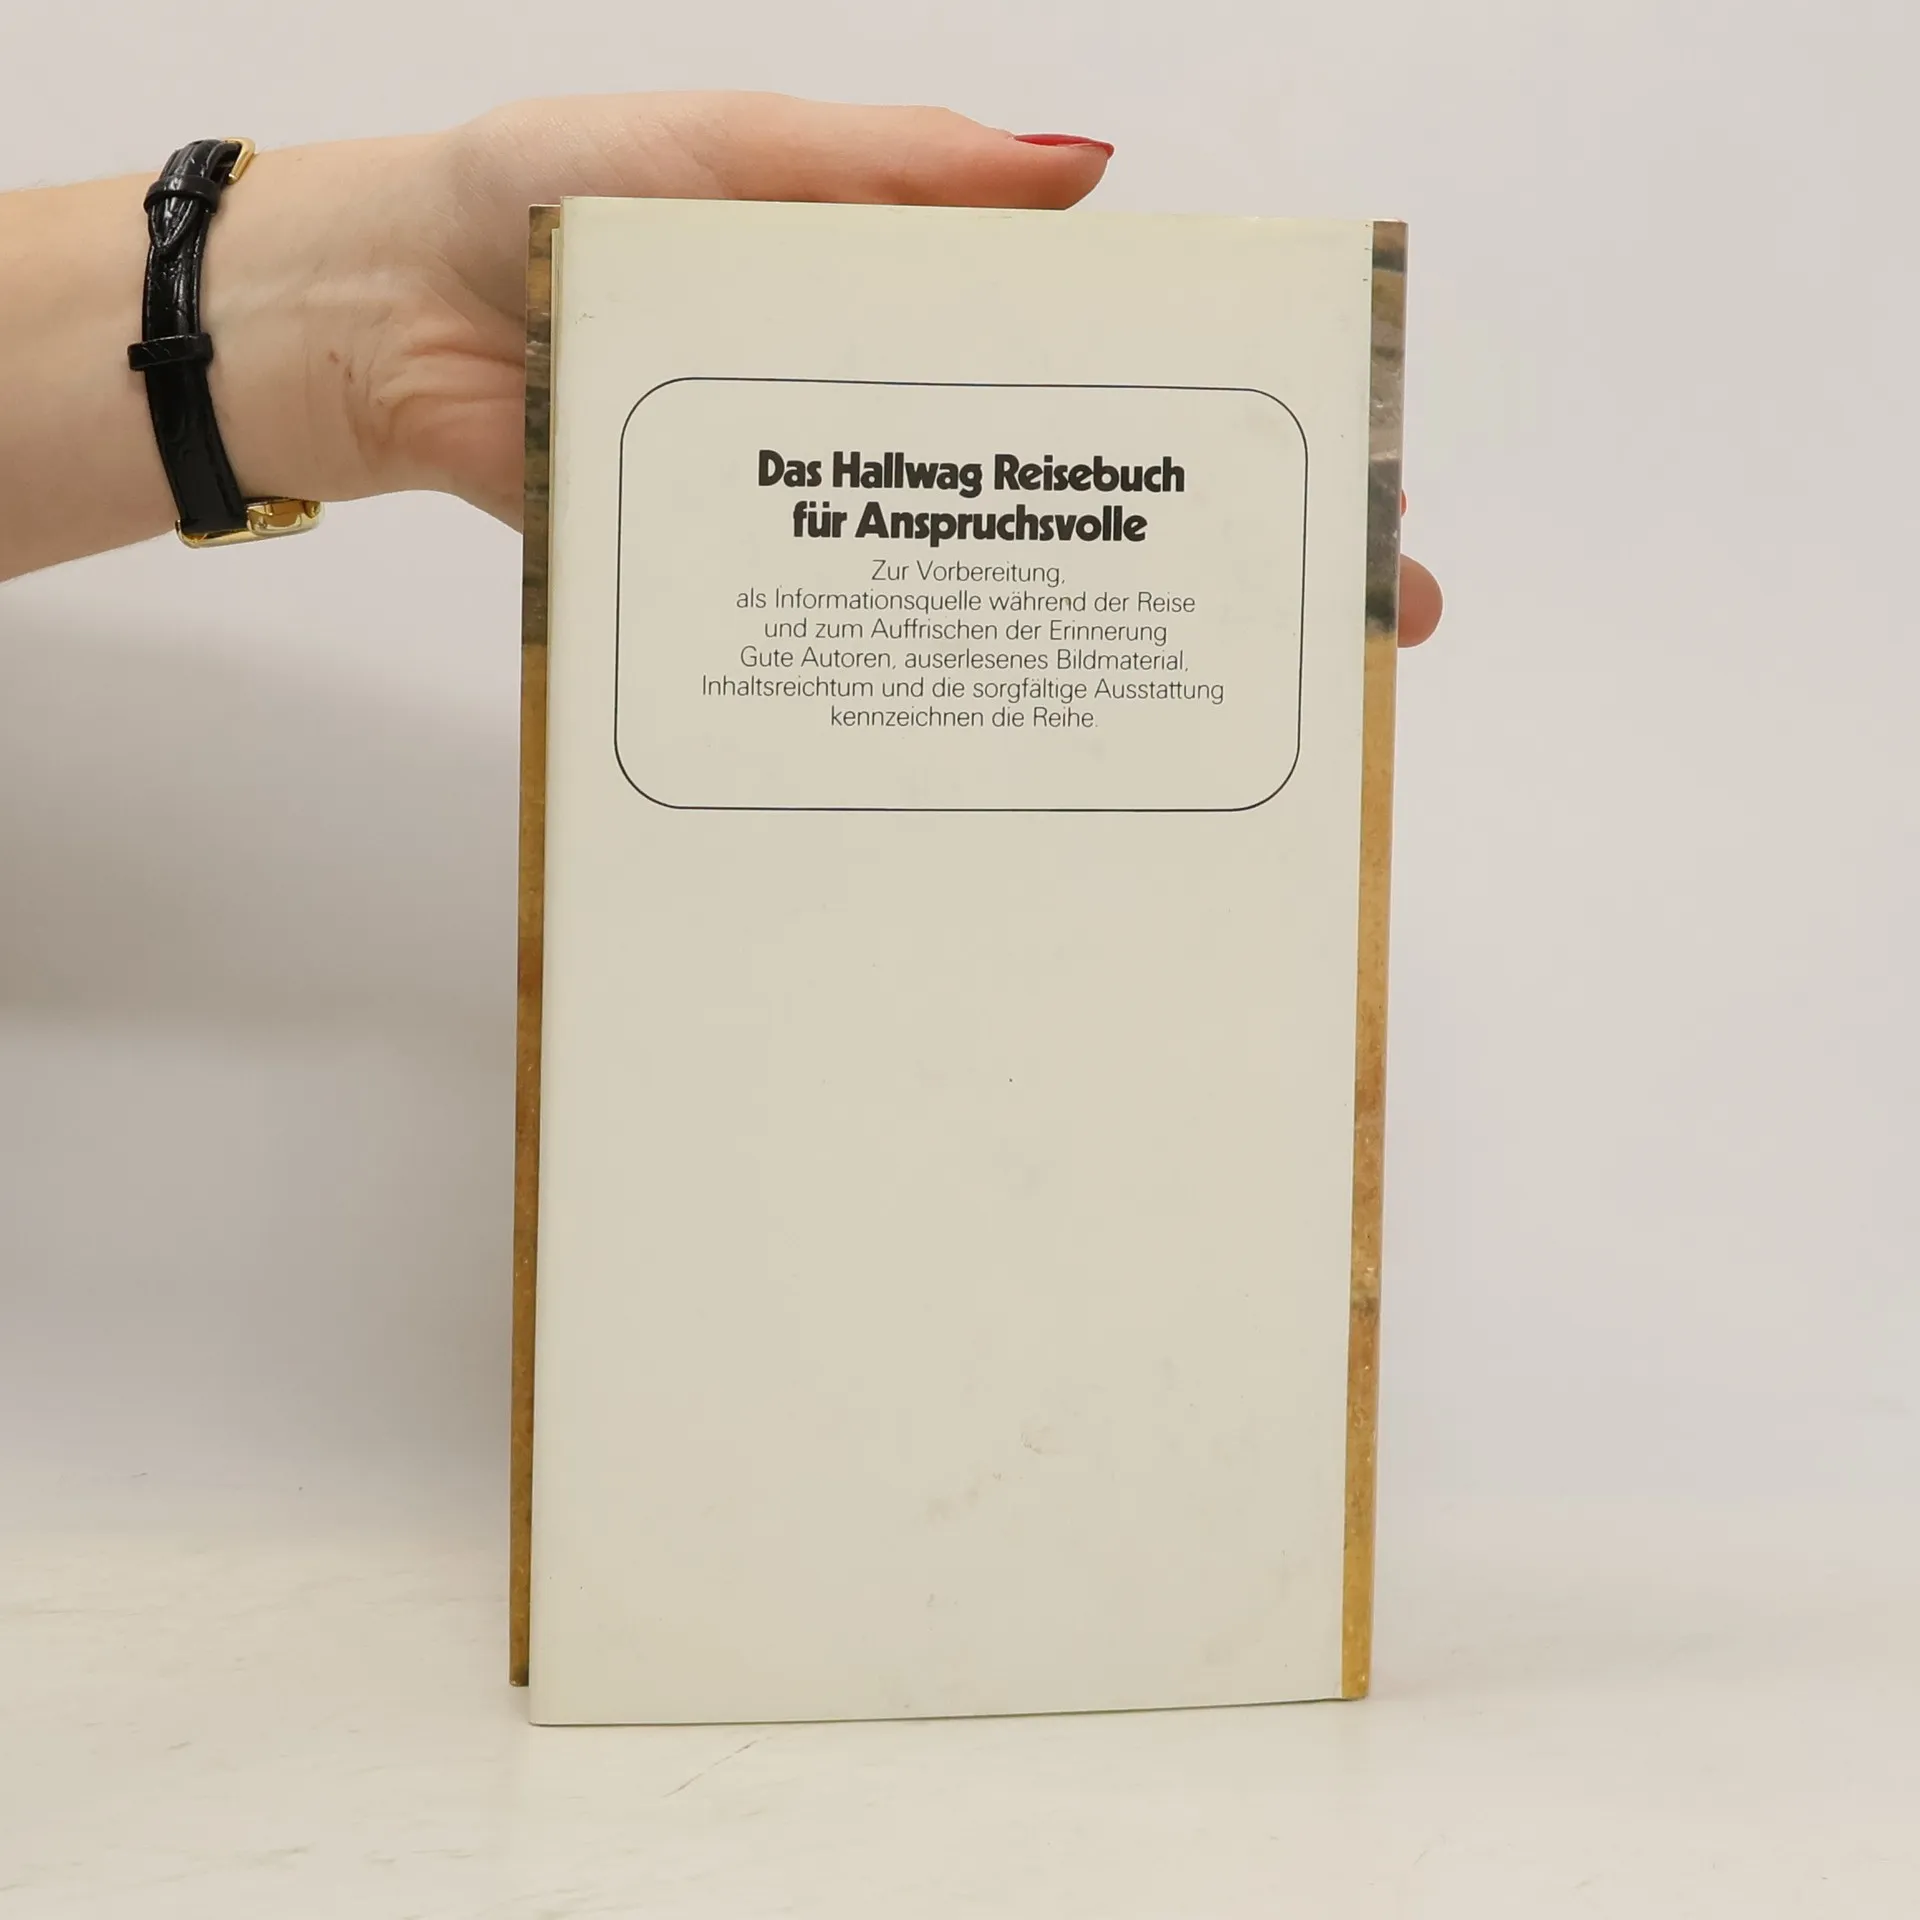 Das Hallwag Reisebuch
für Anspruchsvolle
Zur Vorbereitung,
als Informationsquelle während der Reise
und zum Auffrischen der Erinnerung
Gute Autoren, auserlesenes Bildmaterial,
Inhaltsreichtum und die sorgfältige Ausstattung
kennzeichnen die Reihe.